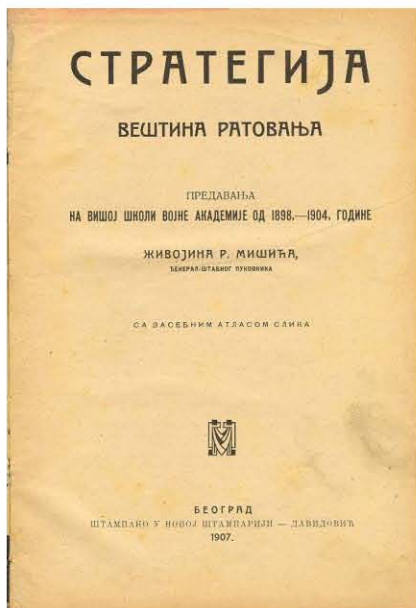 СТРАТЕГИЈА
ВЕШТИНА РАТОВАЊА
ПРЕДАВАЊА
НА ВИШОЈ ШКОЛИ ВОЈНЕ АКАДЕМИЈЕ ОД 1898.—1904. ГОДИНЕ
ЖИВОЈИНА Р. МИШИЋА,
ЂЕНЕРАЛ-ШТАБНОГ ПУКОВНИКА
СА ЗАСЕБНИМ АТЛАСОМ СЛИКА
БЕОГРАД
ШТАМПАНО У НОВОЈ ШТАМПАРИЈИ — ДАВИДОВИЋ
1907.